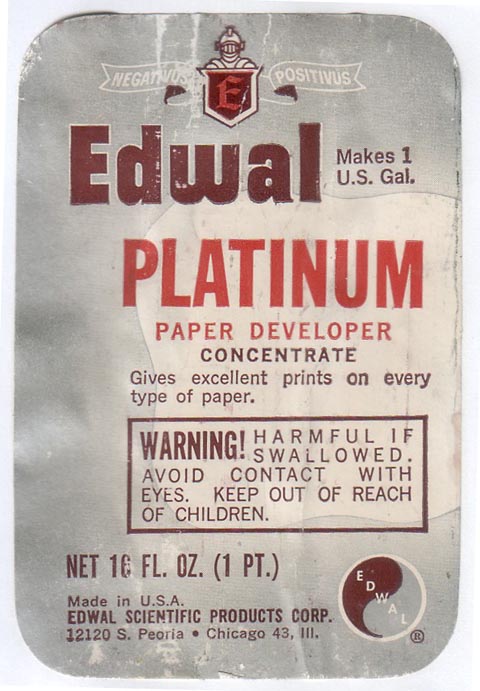 NEGATIVUS POSITIVUS
E
Edwal
Makes 1
U.S. Gal.
PLATINUM
PAPER DEVELOPER
CONCENTRATE
Gives excellent prints on every
type of paper.
WARNING! HARMFUL IF
SWALLOWED.
AVOID CONTACT WITH
EYES. KEEP OUT OF REACH
OF CHILDREN.
NET 16 FL. OZ. (1 PT.)
Made in U.S.A.
EDWAL SCIENTIFIC PRODUCTS CORP.
12120 S. Peoria • Chicago 43, Ill.
EDWAL
®